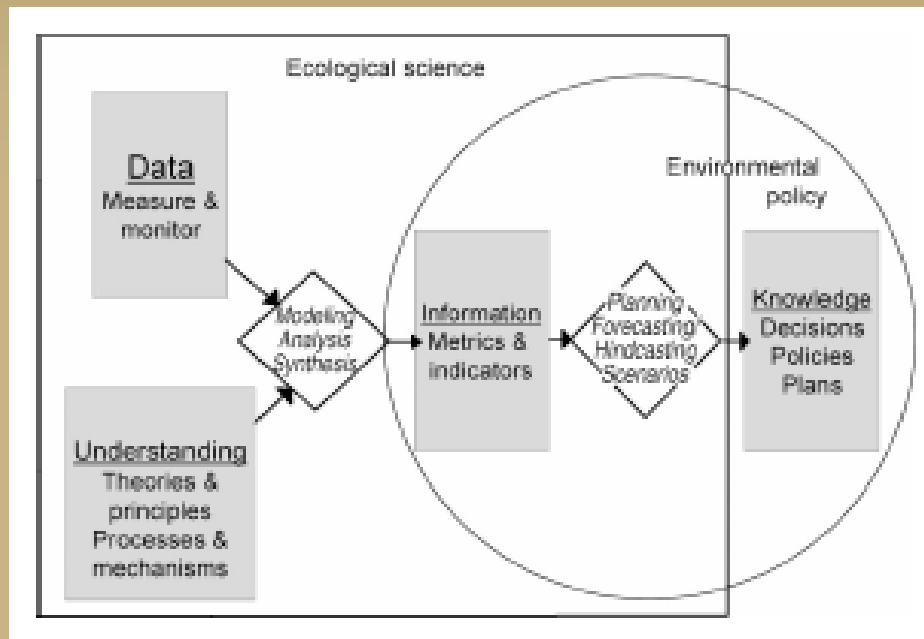 Ecological science
Data
Measure &
monitor
Understanding
Theories &
principles
Processes &
mechanisms
Modeling
Analysis
Synthesis
Information
Metrics &
indicators
Planning
Forecasting/
Hindcasting
Scenarios
Environmental
policy
Knowledge
Decisions
Policies
Plans